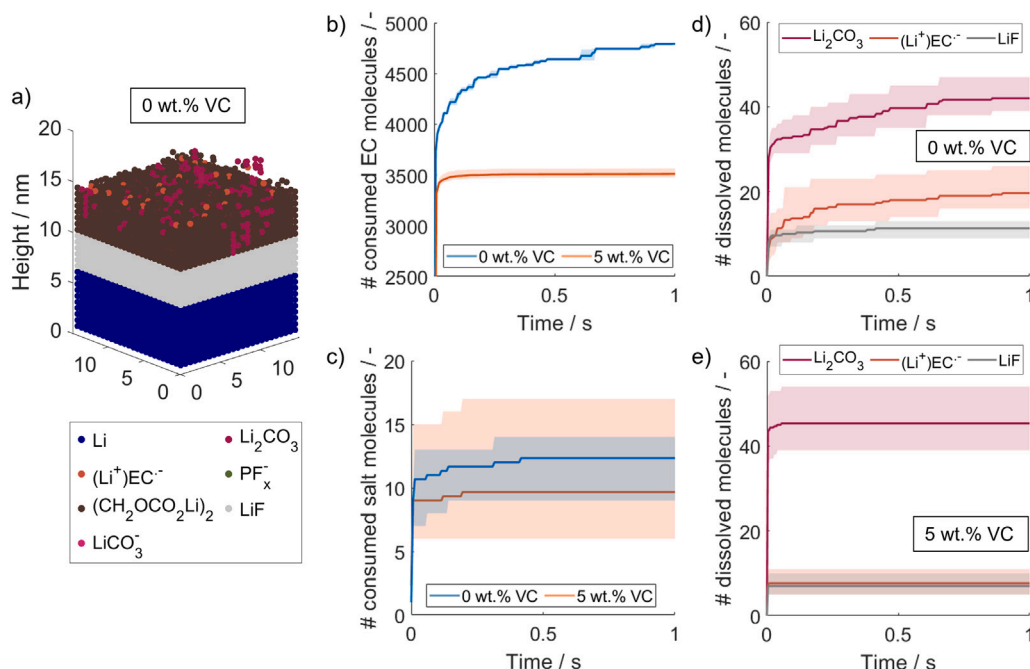 a)
0 wt.% VC
Height / nm
20
15
10
5
0
10
5
0
0
5
10
Li
Li₂CO₃
(Li⁺)EC·⁻
PFₓ⁻
(CH₂OCO₂Li)₂
LiF
LiCO₃⁻
b)
# consumed EC molecules / -
5000
4500
4000
3500
3000
2500
0 wt.% VC
5 wt.% VC
0
0.5
1
Time / s
c)
# consumed salt molecules / -
20
15
10
5
0
0 wt.% VC
5 wt.% VC
0
0.5
1
Time / s
d)
# dissolved molecules / -
60
40
20
0
Li₂CO₃
(Li⁺)EC·⁻
LiF
0 wt.% VC
0
0.5
1
Time / s
e)
# dissolved molecules / -
60
40
20
0
Li₂CO₃
(Li⁺)EC·⁻
LiF
5 wt.% VC
0
0.5
1
Time / s